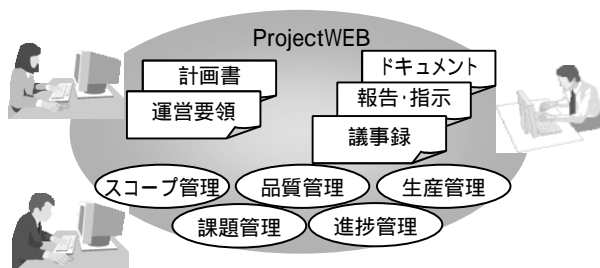 ProjectWEB
計画書
運営要領
ドキュメント
報告・指示
議事録
スコープ管理
品質管理
生産管理
課題管理
進捗管理